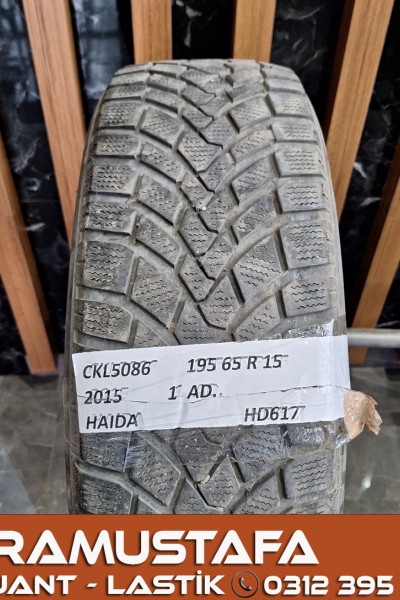 CKL5086 195 65 R 15
2015 1 AD.
HAIDA HD617
RAMUSTAFA
JANT - LASTİK 0312 395